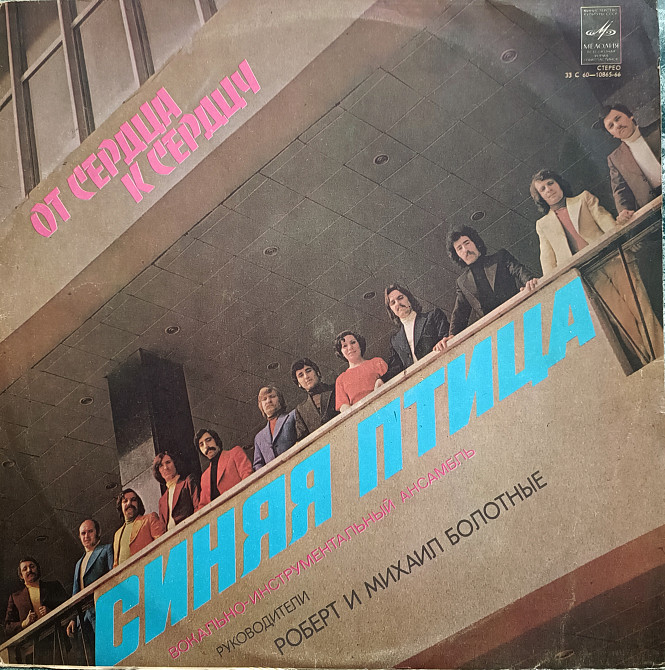 МЕЛОДИЯ
СТЕРЕО
33 С 60—10865-66
ОТ СЕРДЦА
К СЕРДЦУ
СИНЯЯ ПТИЦА
ВОКАЛЬНО-ИНСТРУМЕНТАЛЬНЫЙ АНСАМБЛЬ
РУКОВОДИТЕЛИ
РОБЕРТ И МИХАИЛ БОЛОТНЫЕ